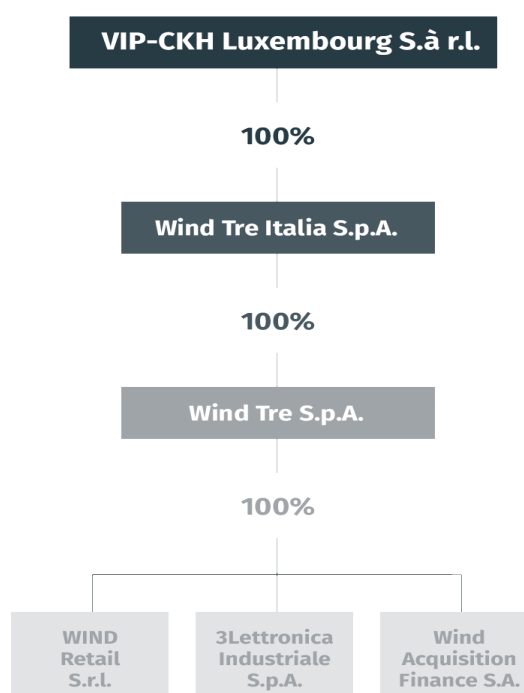 VIP-CKH Luxembourg S.à r.l.
100%
Wind Tre Italia S.p.A.
100%
Wind Tre S.p.A.
100%
WIND
Retail
S.r.l.
3Lettronica
Industriale
S.p.A.
Wind
Acquisition
Finance S.A.